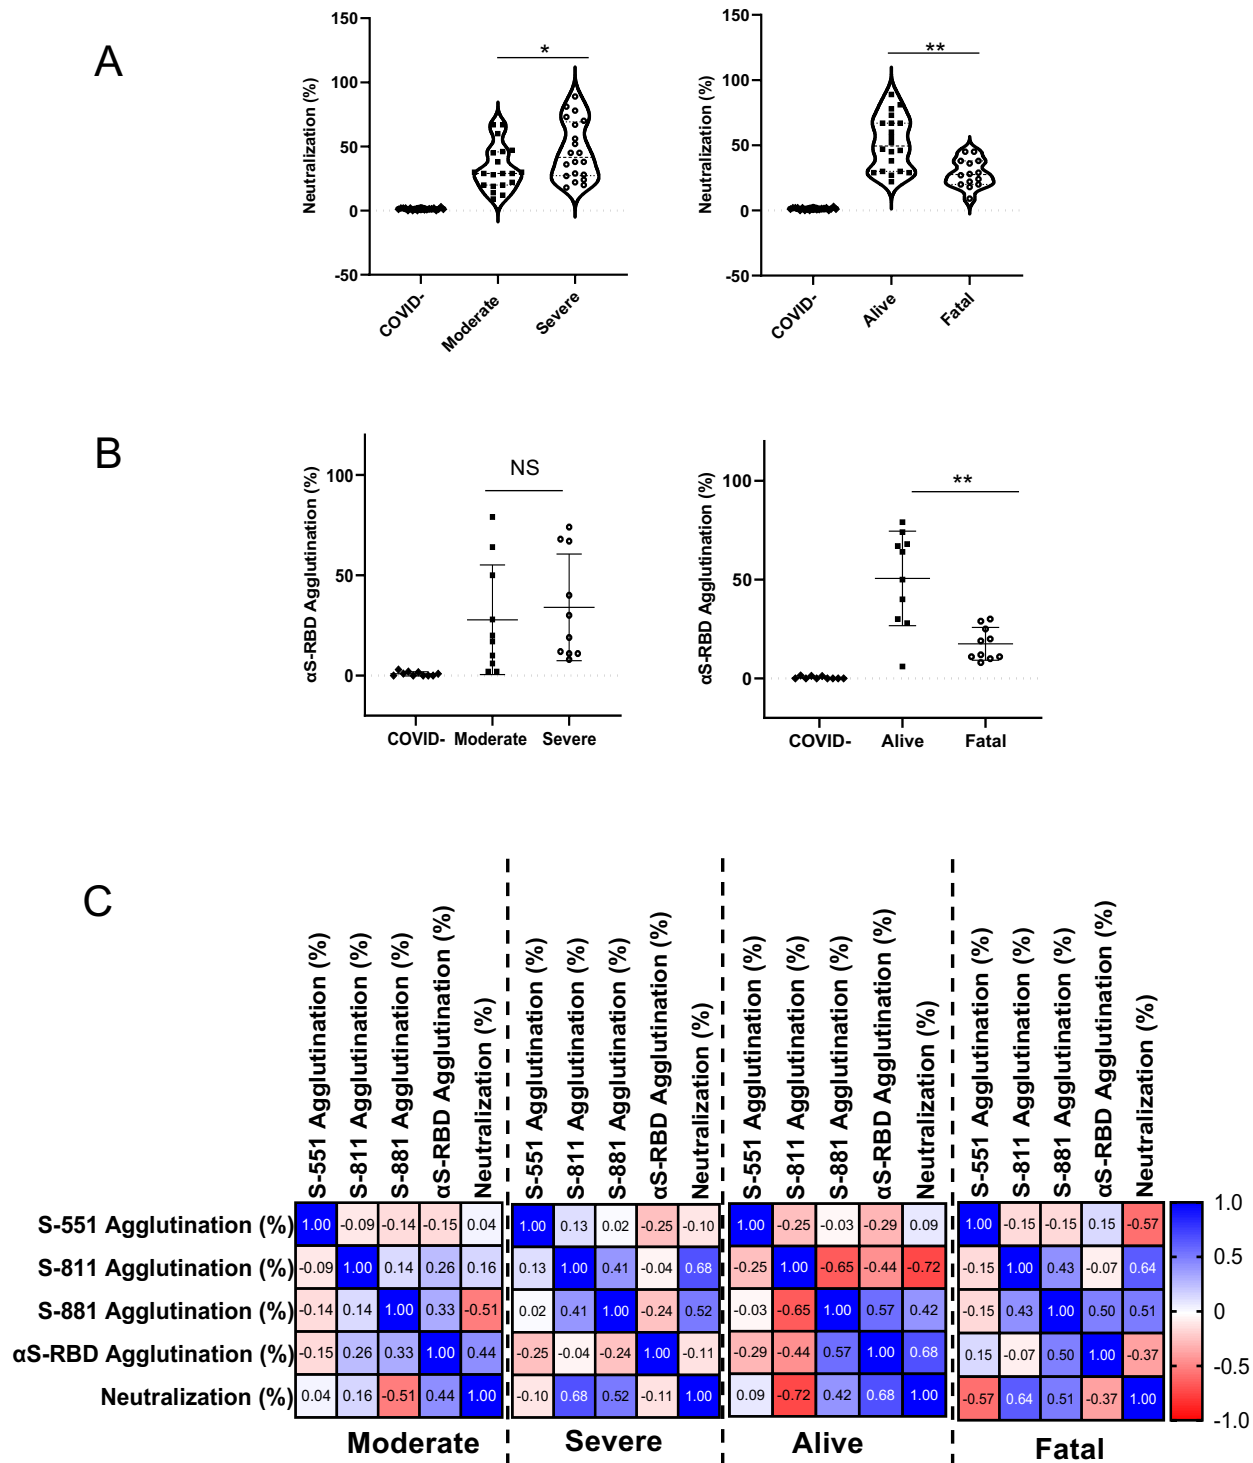 A
150
100
50
0
-50
Neutralization (%)
*
COVID-
Moderate
Severe
150
100
50
0
-50
Neutralization (%)
**
COVID-
Alive
Fatal
B
100
50
0
αS-RBD Agglutination (%)
NS
COVID- Moderate Severe
100
50
0
αS-RBD Agglutination (%)
**
COVID- Alive Fatal
C
S-551 Agglutination (%)
S-811 Agglutination (%)
S-881 Agglutination (%)
αS-RBD Agglutination (%)
Neutralization (%)
S-551 Agglutination (%)
S-811 Agglutination (%)
S-881 Agglutination (%)
αS-RBD Agglutination (%)
Neutralization (%)
S-551 Agglutination (%)
S-811 Agglutination (%)
S-881 Agglutination (%)
αS-RBD Agglutination (%)
Neutralization (%)
S-551 Agglutination (%)
S-811 Agglutination (%)
S-881 Agglutination (%)
αS-RBD Agglutination (%)
Neutralization (%)
S-551 Agglutination (%) 1.00 -0.09 -0.14 -0.15 0.04 1.00 0.13 0.02 -0.25 -0.10 1.00 -0.25 -0.03 -0.29 0.09 1.00 -0.15 -0.15 0.15 -0.57
S-811 Agglutination (%) -0.09 1.00 0.14 0.26 0.16 0.13 1.00 0.41 -0.04 0.68 -0.25 1.00 -0.65 -0.44 -0.72 -0.15 1.00 0.43 -0.07 0.64
S-881 Agglutination (%) -0.14 0.14 1.00 0.33 -0.51 0.02 0.41 1.00 -0.24 0.52 -0.03 -0.65 1.00 0.57 0.42 -0.15 0.43 1.00 0.50 0.51
αS-RBD Agglutination (%) -0.15 0.26 0.33 1.00 0.44 -0.25 -0.04 -0.24 1.00 -0.11 -0.29 -0.44 0.57 1.00 0.68 0.15 -0.07 0.50 1.00 -0.37
Neutralization (%) 0.04 0.16 -0.51 0.44 1.00 -0.10 0.68 0.52 -0.11 1.00 0.09 -0.72 0.42 0.68 1.00 -0.57 0.64 0.51 -0.37 1.00
1.0
0.5
0
-0.5
-1.0
Moderate Severe Alive Fatal